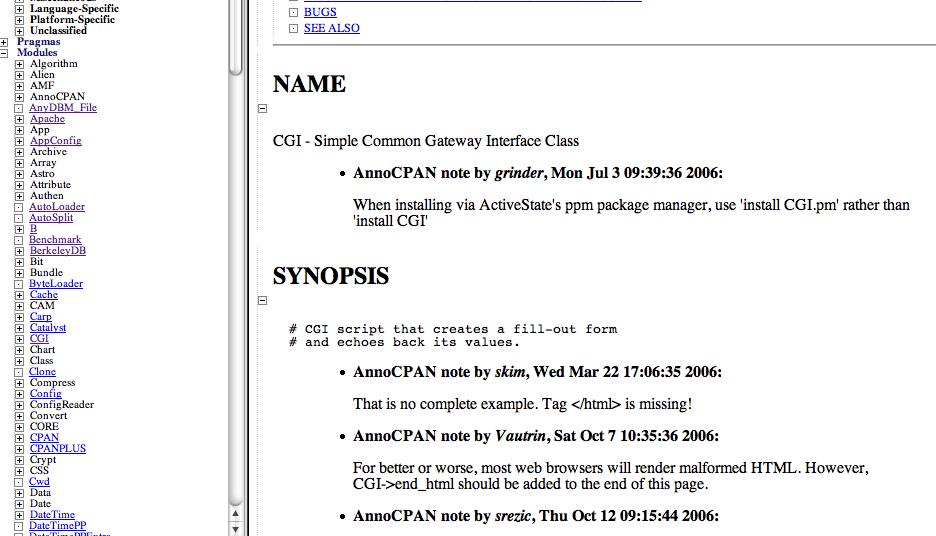 Language-Specific
Platform-Specific
Unclassified
Pragmas
Modules
Algorithm
Alien
AMF
AnnoCPAN
AnyDBM_File
Apache
App
AppConfig
Archive
Array
Astro
Attribute
Authen
AutoLoader
AutoSplit
B
Benchmark
BerkeleyDB
Bit
Bundle
ByteLoader
Cache
CAM
Carp
Catalyst
CGI
Chart
Class
Clone
Compress
Config
ConfigReader
Convert
CORE
CPAN
CPANPLUS
Crypt
CSS
Cwd
Data
Date
DateTime
DateTimePP
BUGS
SEE ALSO
NAME
CGI - Simple Common Gateway Interface Class
AnnoCPAN note by grinder, Mon Jul 3 09:39:36 2006:
When installing via ActiveState's ppm package manager, use 'install CGI.pm' rather than
'install CGI'
SYNOPSIS
# CGI script that creates a fill-out form
# and echoes back its values.
AnnoCPAN note by skim, Wed Mar 22 17:06:35 2006:
That is no complete example. Tag </html> is missing!
AnnoCPAN note by Vautrin, Sat Oct 7 10:35:36 2006:
For better or worse, most web browsers will render malformed HTML. However,
CGI->end_html should be added to the end of this page.
AnnoCPAN note by srezic, Thu Oct 12 09:15:44 2006: